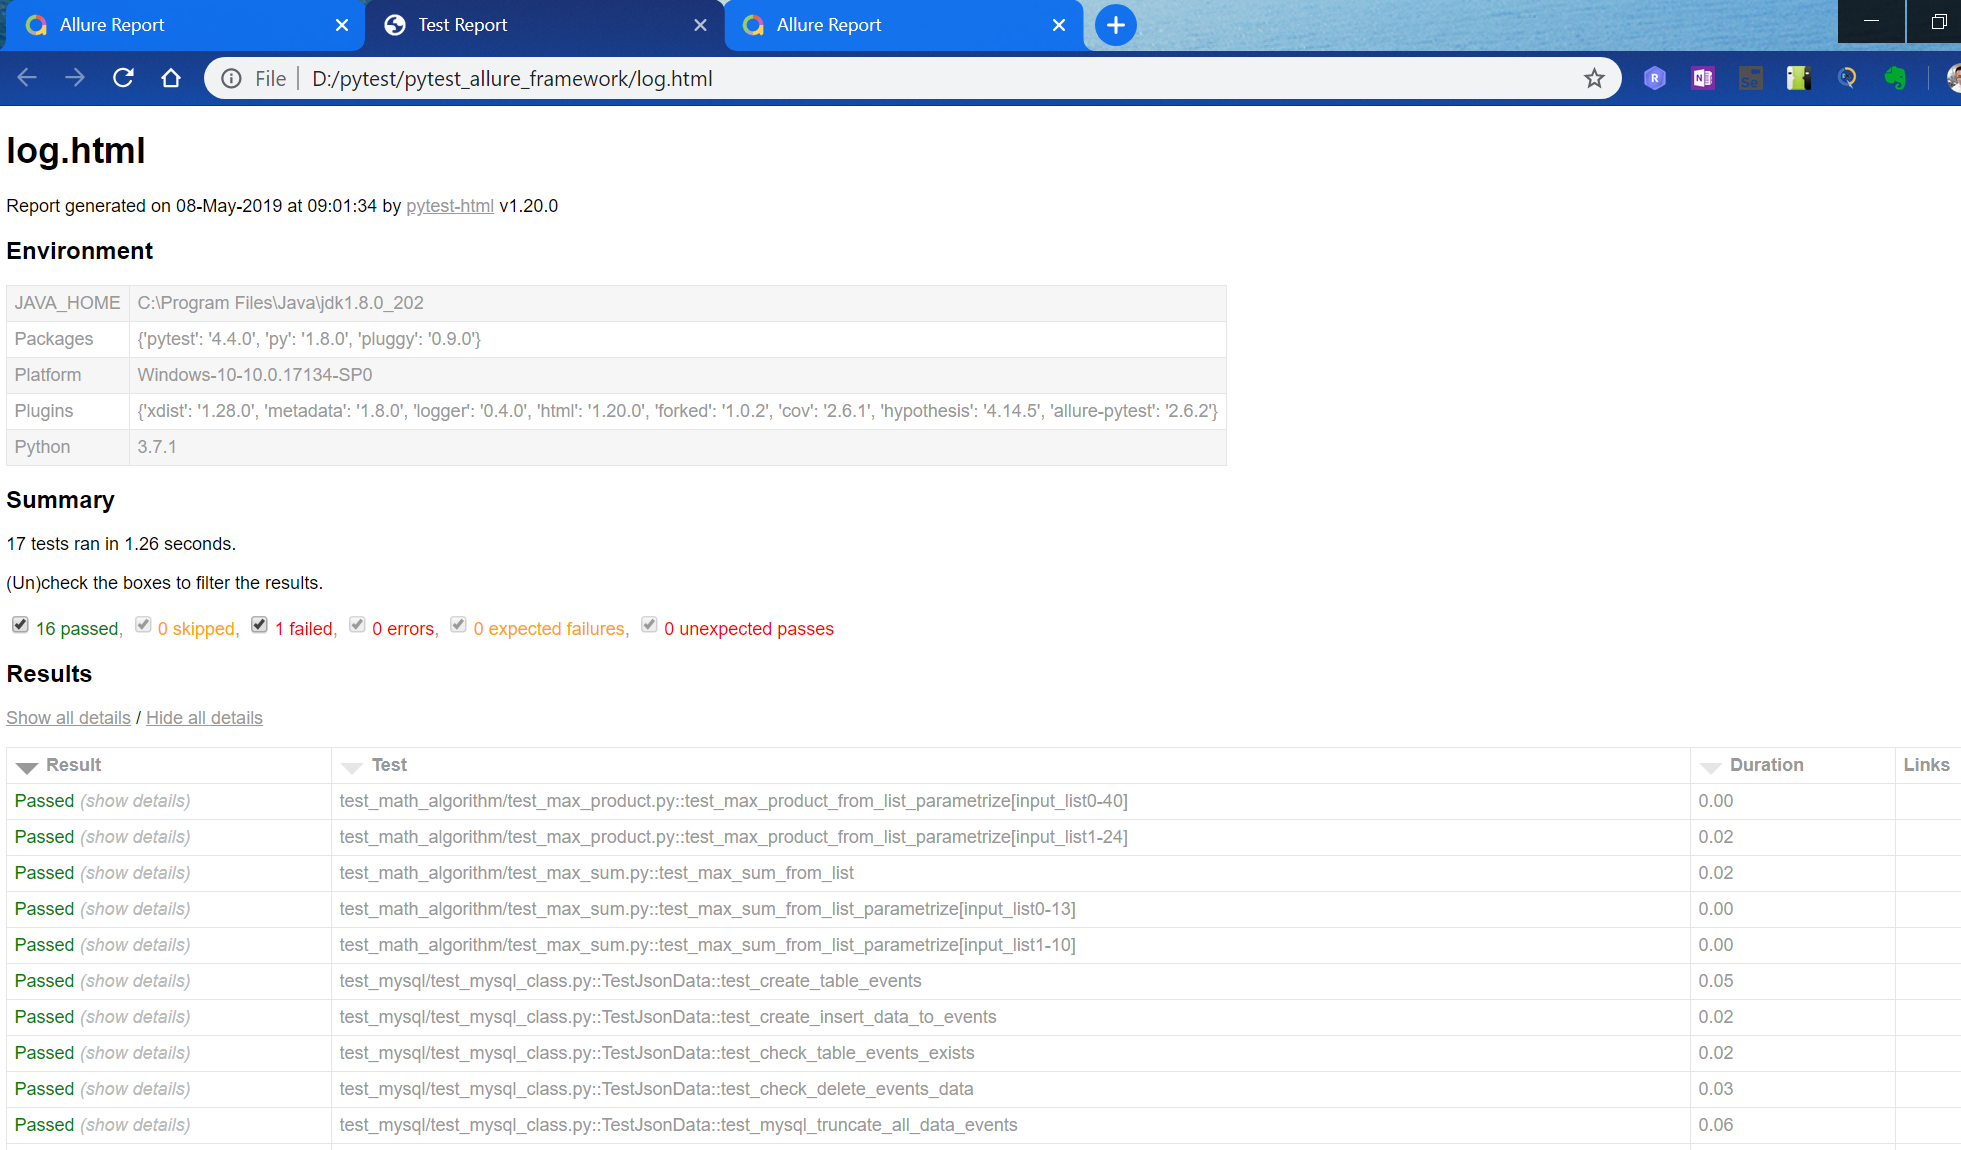 Allure Report
Test Report
Allure Report
File D:/pytest/pytest_allure_framework/log.html
log.html
Report generated on 08-May-2019 at 09:01:34 by pytest-html v1.20.0
Environment
JAVA_HOME C:\Program Files\Java\jdk1.8.0_202
Packages {'pytest': '4.4.0', 'py': '1.8.0', 'pluggy': '0.9.0'}
Platform Windows-10-10.0.17134-SP0
Plugins {'xdist': '1.28.0', 'metadata': '1.8.0', 'logger': '0.4.0', 'html': '1.20.0', 'forked': '1.0.2', 'cov': '2.6.1', 'hypothesis': '4.14.5', 'allure-pytest': '2.6.2'}
Python 3.7.1
Summary
17 tests ran in 1.26 seconds.
(Un)check the boxes to filter the results.
16 passed, 0 skipped, 1 failed, 0 errors, 0 expected failures, 0 unexpected passes
Results
Show all details / Hide all details
Result Test Duration Links
Passed (show details) test_math_algorithm/test_max_product.py::test_max_product_from_list_parametrize[input_list0-40] 0.00
Passed (show details) test_math_algorithm/test_max_product.py::test_max_product_from_list_parametrize[input_list1-24] 0.02
Passed (show details) test_math_algorithm/test_max_sum.py::test_max_sum_from_list 0.02
Passed (show details) test_math_algorithm/test_max_sum.py::test_max_sum_from_list_parametrize[input_list0-13] 0.00
Passed (show details) test_math_algorithm/test_max_sum.py::test_max_sum_from_list_parametrize[input_list1-10] 0.00
Passed (show details) test_mysql/test_mysql_class.py::TestJsonData::test_create_table_events 0.05
Passed (show details) test_mysql/test_mysql_class.py::TestJsonData::test_create_insert_data_to_events 0.02
Passed (show details) test_mysql/test_mysql_class.py::TestJsonData::test_check_table_events_exists 0.02
Passed (show details) test_mysql/test_mysql_class.py::TestJsonData::test_check_delete_events_data 0.03
Passed (show details) test_mysql/test_mysql_class.py::TestJsonData::test_mysql_truncate_all_data_events 0.06